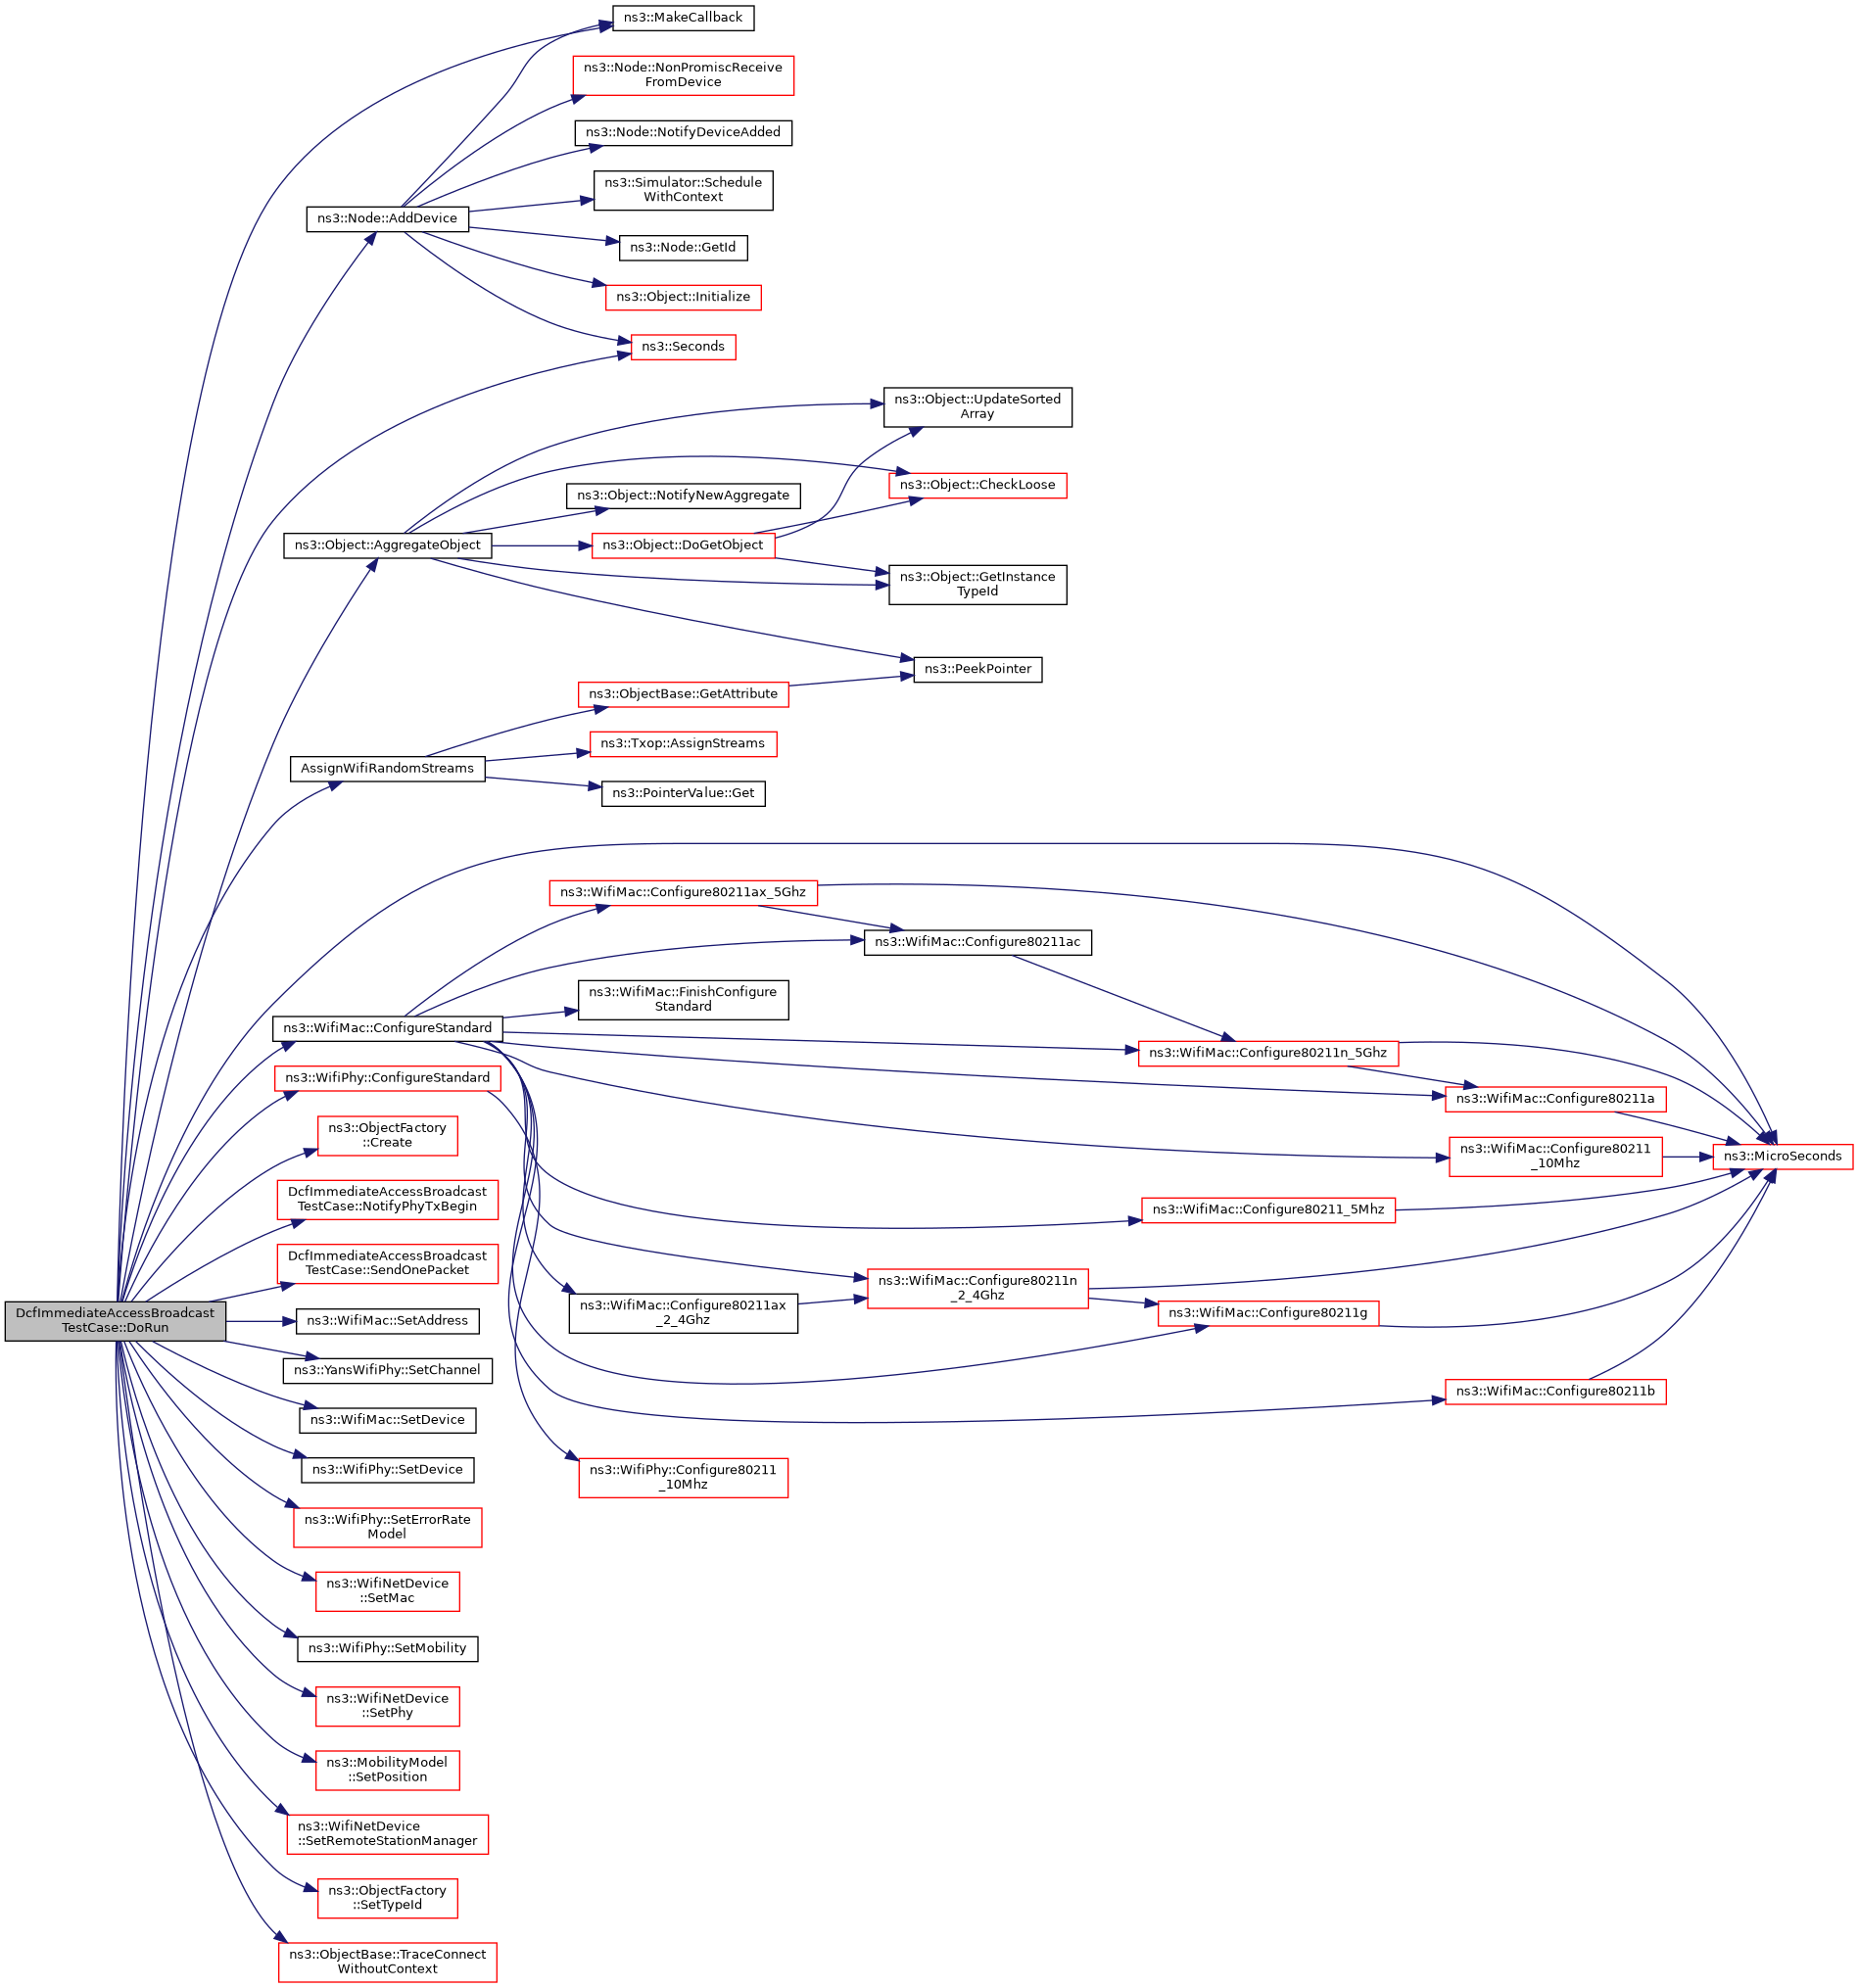 ns3::MakeCallback
ns3::Node::NonPromiscReceive
FromDevice
ns3::Node::NotifyDeviceAdded
ns3::Simulator::Schedule
WithContext
ns3::Node::AddDevice
ns3::Node::GetId
ns3::Object::Initialize
ns3::Seconds
ns3::Object::UpdateSorted
Array
ns3::Object::CheckLoose
ns3::Object::NotifyNewAggregate
ns3::Object::AggregateObject
ns3::Object::DoGetObject
ns3::Object::GetInstance
TypeId
ns3::PeekPointer
ns3::ObjectBase::GetAttribute
ns3::Txop::AssignStreams
AssignWifiRandomStreams
ns3::PointerValue::Get
ns3::WifiMac::Configure80211ax_5Ghz
ns3::WifiMac::Configure80211ac
ns3::WifiMac::FinishConfigure
Standard
ns3::WifiMac::ConfigureStandard
ns3::WifiMac::Configure80211n_5Ghz
ns3::WifiPhy::ConfigureStandard
ns3::WifiMac::Configure80211a
ns3::ObjectFactory
::Create
ns3::WifiMac::Configure80211
_10Mhz
ns3::MicroSeconds
DcfImmediateAccessBroadcast
TestCase::NotifyPhyTxBegin
ns3::WifiMac::Configure80211_5Mhz
DcfImmediateAccessBroadcast
TestCase::SendOnePacket
ns3::WifiMac::Configure80211n
_2_4Ghz
ns3::WifiMac::Configure80211ax
_2_4Ghz
ns3::WifiMac::Configure80211g
DcfImmediateAccessBroadcast
TestCase::DoRun
ns3::WifiMac::SetAddress
ns3::YansWifiPhy::SetChannel
ns3::WifiMac::Configure80211b
ns3::WifiMac::SetDevice
ns3::WifiPhy::SetDevice
ns3::WifiPhy::Configure80211
_10Mhz
ns3::WifiPhy::SetErrorRate
Model
ns3::WifiNetDevice
::SetMac
ns3::WifiPhy::SetMobility
ns3::WifiNetDevice
::SetPhy
ns3::MobilityModel
::SetPosition
ns3::WifiNetDevice
::SetRemoteStationManager
ns3::ObjectFactory
::SetTypeId
ns3::ObjectBase::TraceConnect
WithoutContext